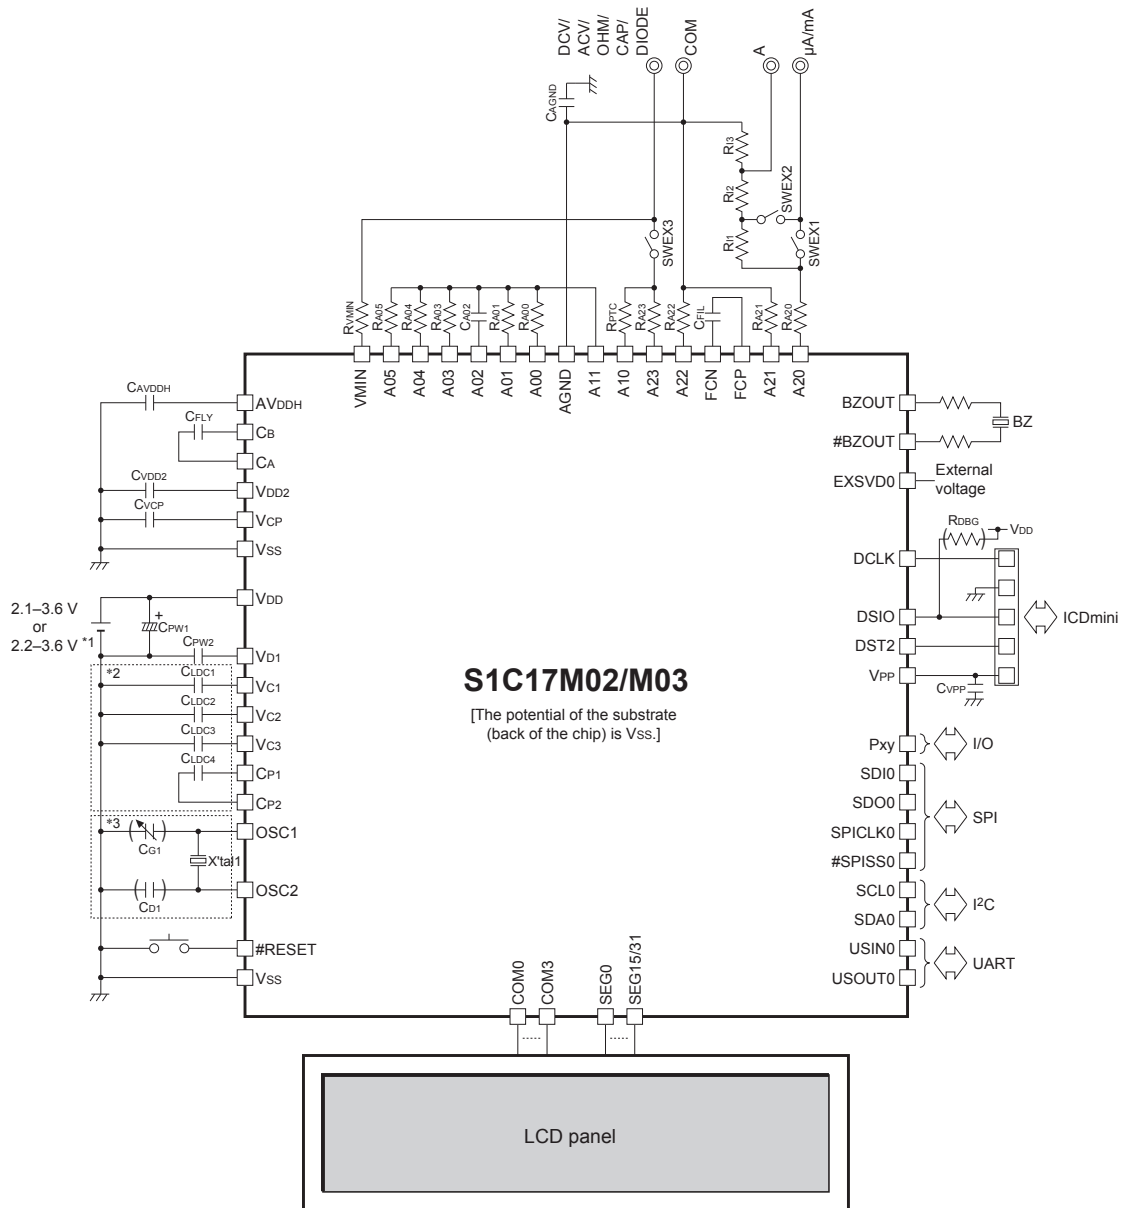 DCV/
ACV/
OHM/
CAP/
DIODE
COM
A
µA/mA
CAGND
RI3
RI2
RI1
SWEX2
SWEX1
SWEX3
RVMIN
RA05
RA04
RA03
CA02
RA01
RA00
RPTC
RA23
RA22
CFIL
RA21
RA20
VMIN
A05
A04
A03
A02
A01
A00
AGND
A11
A10
A23
A22
FCN
FCP
A21
A20
CAVDDH
AVDDH
CFLY
CB
CA
CVDD2
VDD2
CVCP
VCP
VSS
VDD
2.1–3.6 V
or
2.2–3.6 V *1
+
CPW1
CPW2
VD1
*2
CLDC1
VC1
CLDC2
VC2
CLDC3
VC3
CLDC4
CP1
CP2
*3
CG1
OSC1
X'tal1
CD1
OSC2
#RESET
VSS
S1C17M02/M03
[The potential of the substrate
(back of the chip) is VSS.]
BZOUT
#BZOUT
BZ
EXSVD0
External
voltage
RDBG
VDD
DCLK
DSIO
DST2
VPP
CVPP
ICDmini
Pxy
I/O
SDI0
SDO0
SPICLK0
#SPISS0
SPI
SCL0
SDA0
I2C
USIN0
USOUT0
UART
COM0
COM3
SEG0
SEG15/31
.....
.....
LCD panel